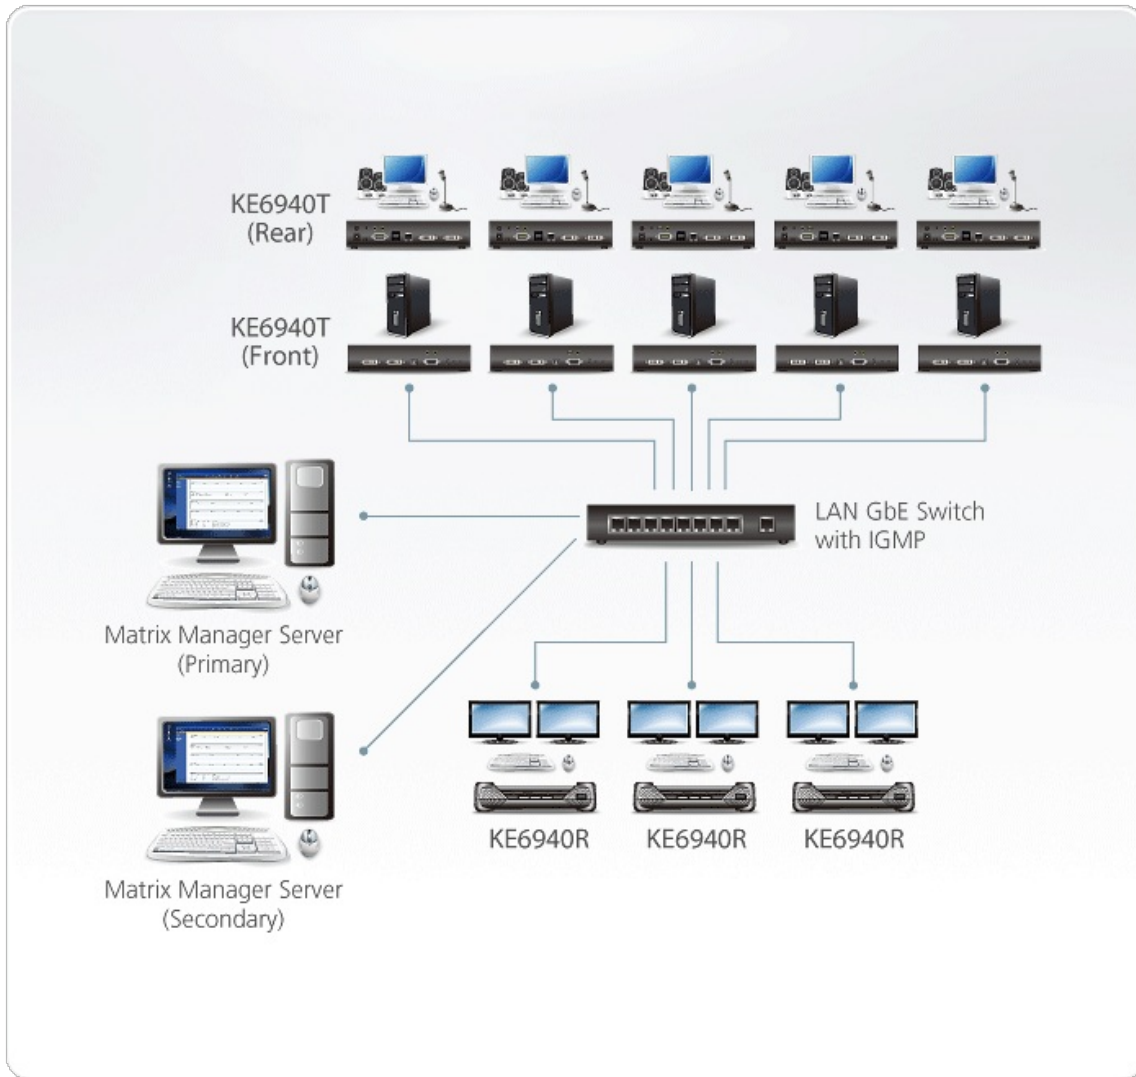 KE6940T
(Rear)
KE6940T
(Front)
LAN GbE Switch
with IGMP
Matrix Manager Server
(Primary)
KE6940R
KE6940R
KE6940R
Matrix Manager Server
(Secondary)